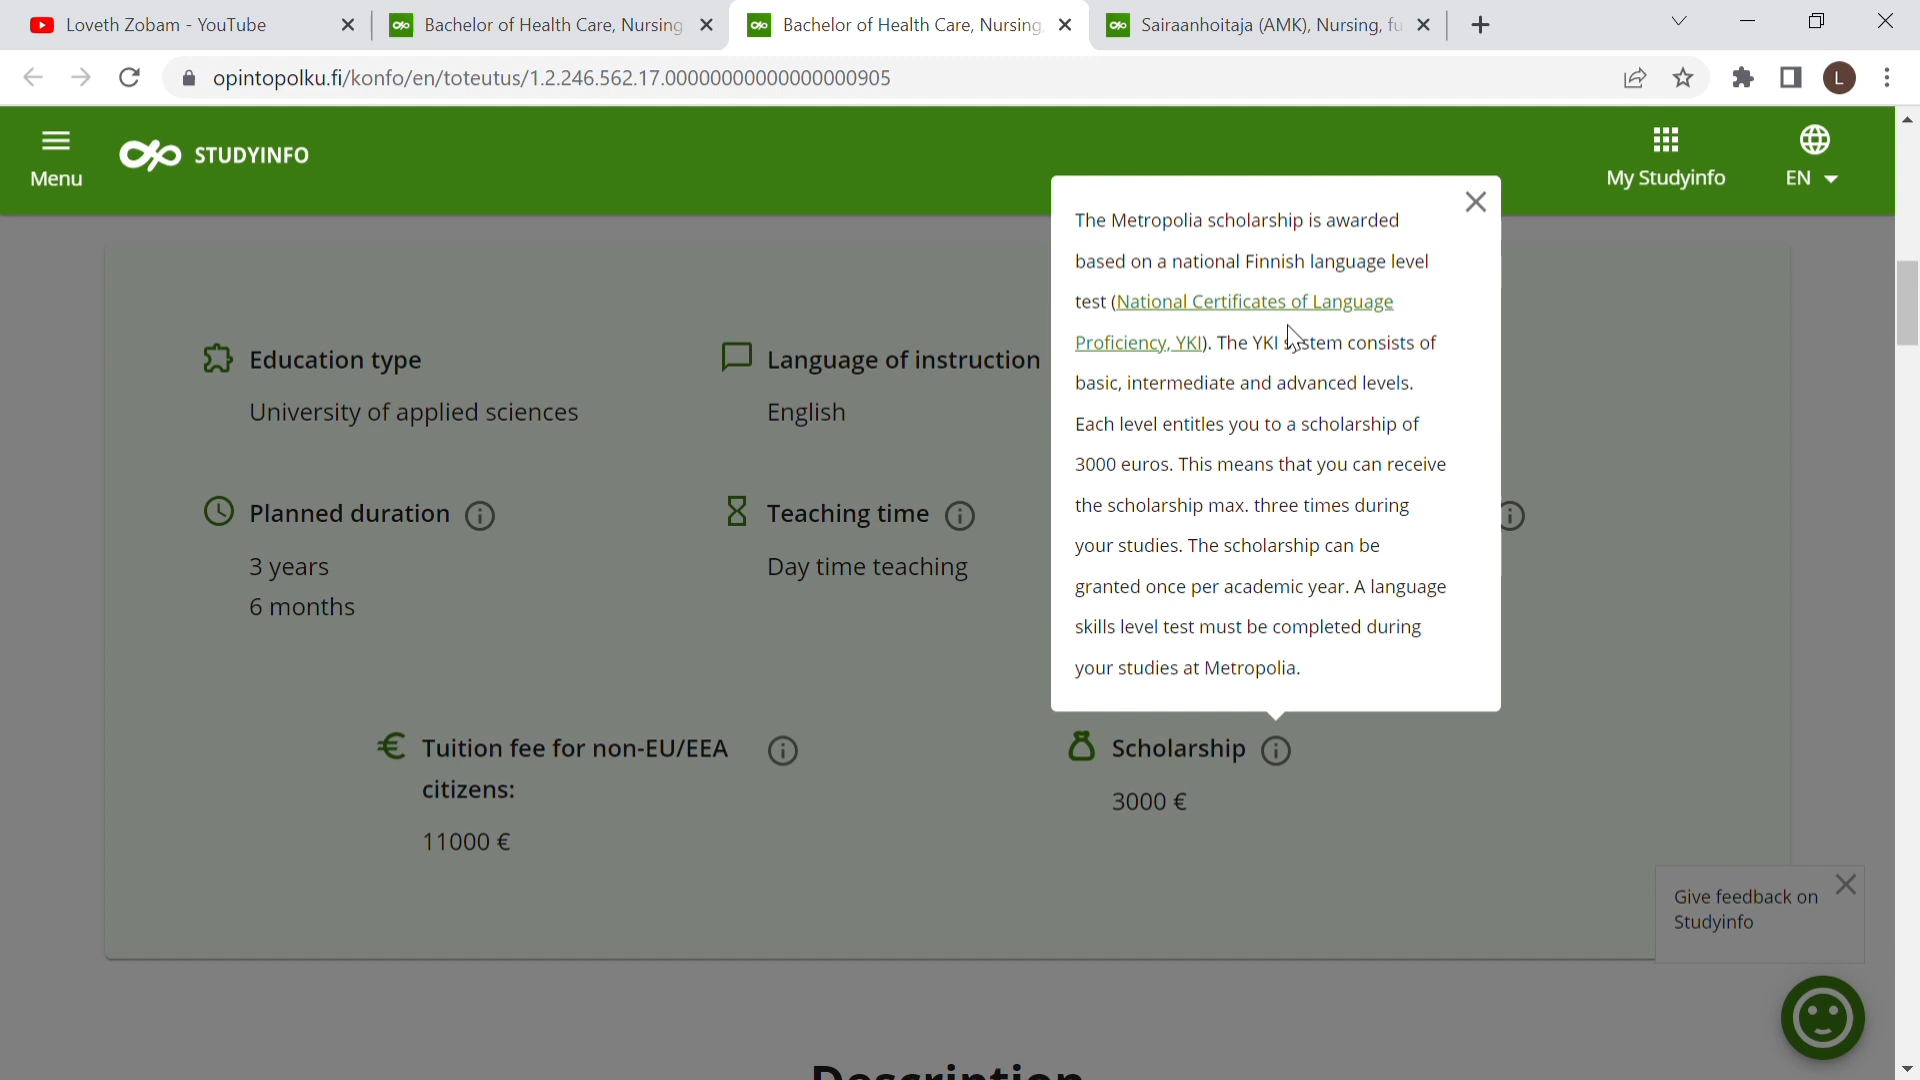 Loveth Zobam - YouTube
Bachelor of Health Care, Nursing
Bachelor of Health Care, Nursing,
Sairaanhoitaja (AMK), Nursing, fu
opintopolku.fi/konfo/en/toteutus/1.2.246.562.17.00000000000000000905
L
Menu
STUDYINFO
My Studyinfo
EN
The Metropolia scholarship is awarded
based on a national Finnish language level
test (National Certificates of Language
Proficiency, YKI). The YKI system consists of
basic, intermediate and advanced levels.
Each level entitles you to a scholarship of
3000 euros. This means that you can receive
the scholarship max. three times during
your studies. The scholarship can be
granted once per academic year. A language
skills level test must be completed during
your studies at Metropolia.
Education type
University of applied sciences
Language of instruction
English
Planned duration
3 years
6 months
Teaching time
Day time teaching
Tuition fee for non-EU/EEA
citizens:
11000 €
Scholarship
3000 €
Give feedback on
Studyinfo
Description